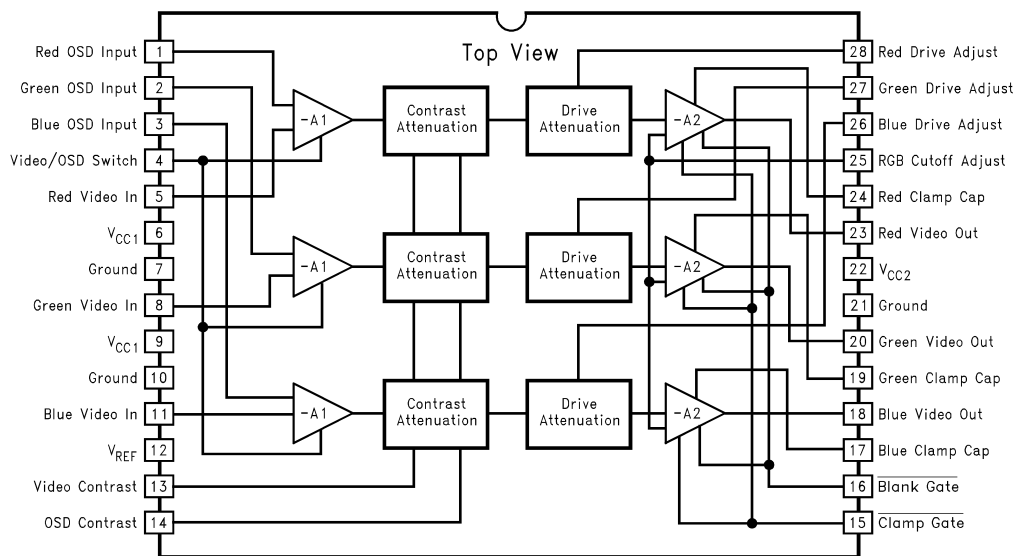 Top View
Red OSD Input 1
Green OSD Input 2
Blue OSD Input 3
Video/OSD Switch 4
Red Video In 5
VCC1 6
Ground 7
Green Video In 8
VCC1 9
Ground 10
Blue Video In 11
VREF 12
Video Contrast 13
OSD Contrast 14
-A1
Contrast
Attenuation
Drive
Attenuation
-A2
-A1
Contrast
Attenuation
Drive
Attenuation
-A2
-A1
Contrast
Attenuation
Drive
Attenuation
-A2
28 Red Drive Adjust
27 Green Drive Adjust
26 Blue Drive Adjust
25 RGB Cutoff Adjust
24 Red Clamp Cap
23 Red Video Out
22 VCC2
21 Ground
20 Green Video Out
19 Green Clamp Cap
18 Blue Video Out
17 Blue Clamp Cap
16 Blank Gate
15 Clamp Gate